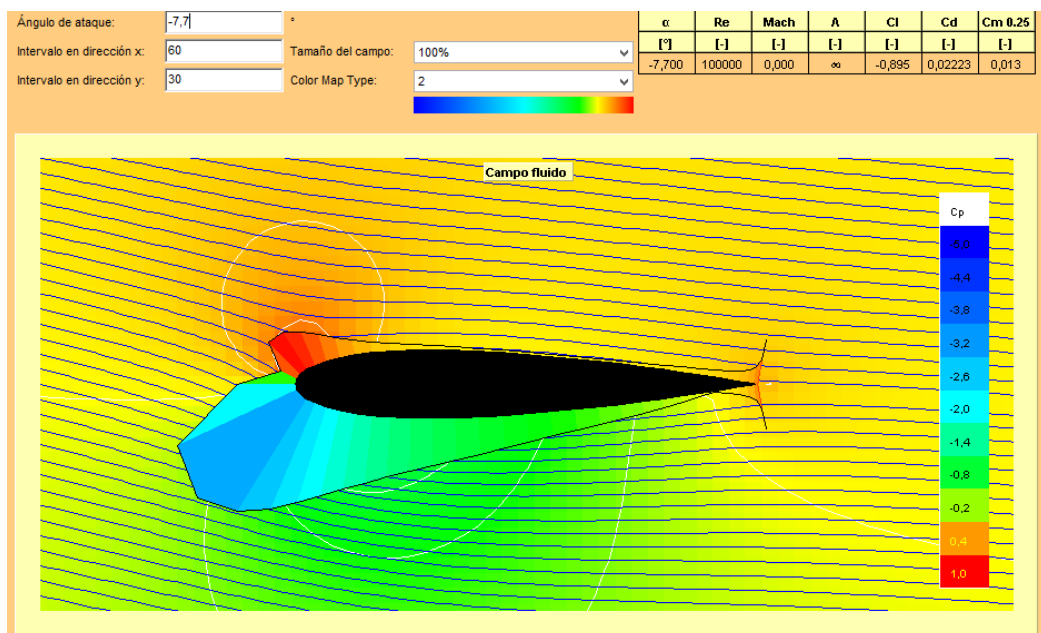 Ángulo de ataque: -7,7 °
Intervalo en dirección x: 60 Tamaño del campo: 100%
Intervalo en dirección y: 30 Color Map Type: 2
α Re Mach Λ Cl Cd Cm 0.25
[°] [-] [-] [-] [-] [-] [-]
-7,700 100000 0,000 ∞ -0,895 0,02223 0,013
Campo fluido
Cp
-5,0
-4,4
-3,8
-3,2
-2,6
-2,0
-1,4
-0,8
-0,2
0,4
1,0